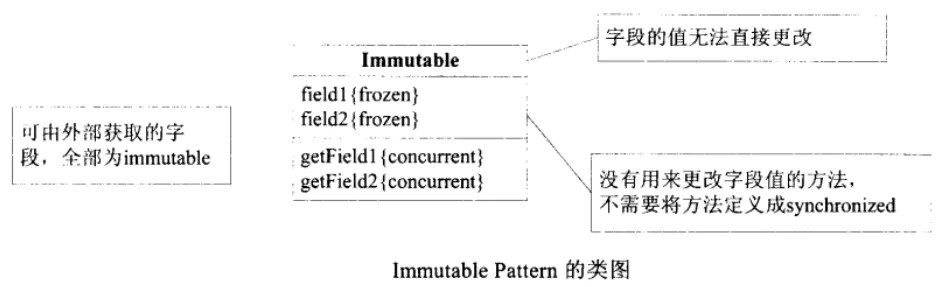 字段的值无法直接更改
Immutable
field1{frozen}
field2{frozen}
可由外部获取的字
段，全部为immutable
getField1{concurrent}
getField2{concurrent}
没有用来更改字段值的方法，
不需要将方法定义成synchronized
Immutable Pattern 的类图